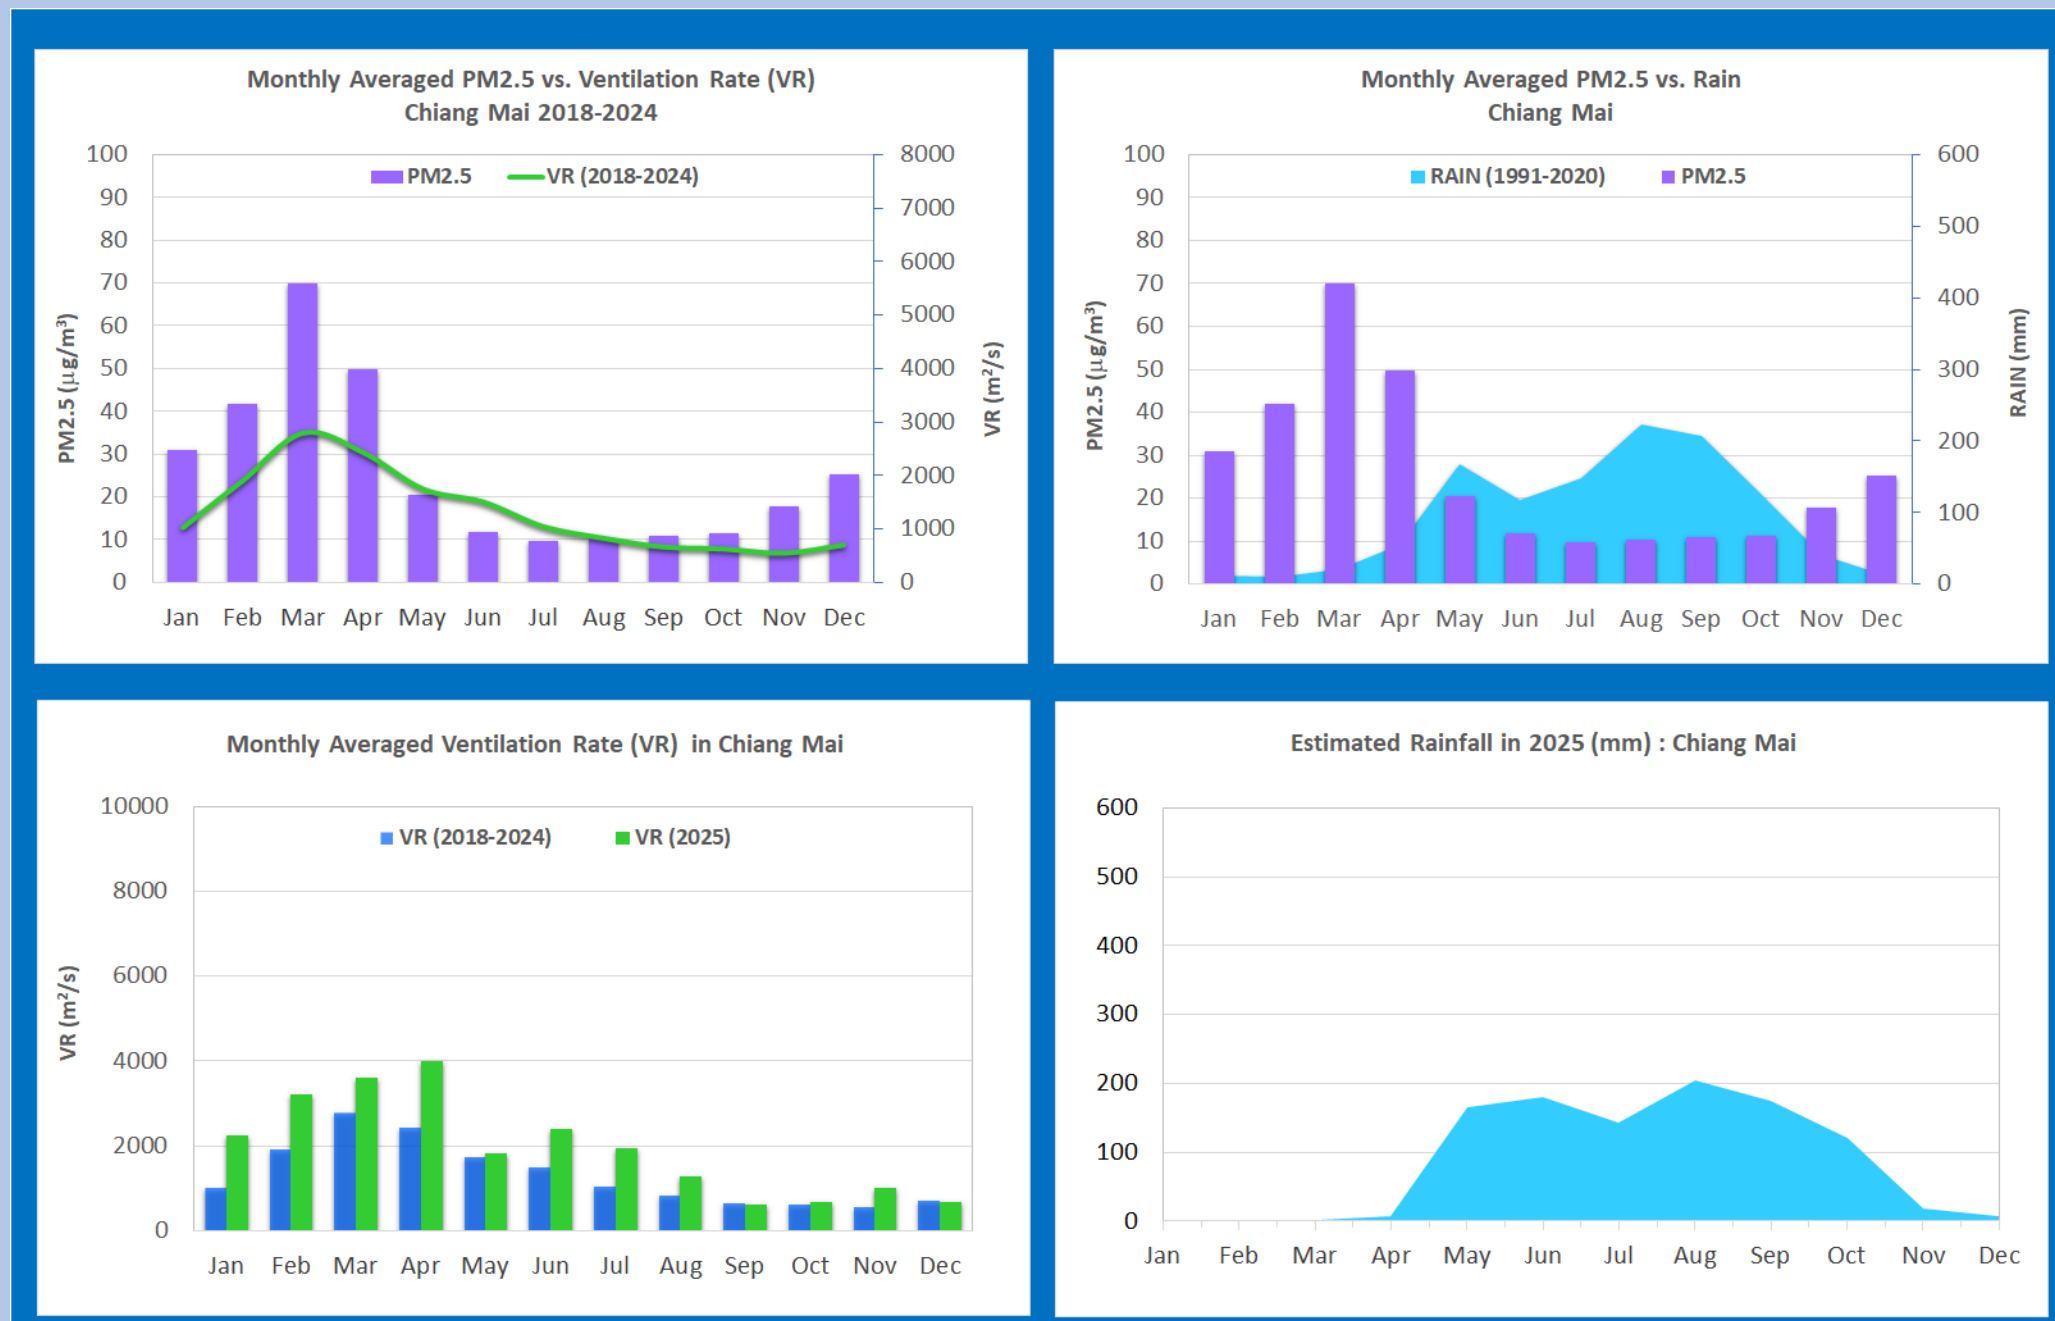 Monthly Averaged PM2.5 vs. Ventilation Rate (VR)
Chiang Mai 2018-2024
PM2.5 VR (2018-2024)
100
90
80
70
60
50
40
30
20
10
0
8000
7000
6000
5000
4000
3000
2000
1000
0
PM2.5 (µg/m³)
VR (m²/s)
Jan Feb Mar Apr May Jun Jul Aug Sep Oct Nov Dec
Monthly Averaged PM2.5 vs. Rain
Chiang Mai
RAIN (1991-2020) PM2.5
100
90
80
70
60
50
40
30
20
10
0
600
500
400
300
200
100
0
PM2.5 (µg/m³)
RAIN (mm)
Jan Feb Mar Apr May Jun Jul Aug Sep Oct Nov Dec
Monthly Averaged Ventilation Rate (VR) in Chiang Mai
VR (2018-2024) VR (2025)
10000
8000
6000
4000
2000
0
VR (m²/s)
Jan Feb Mar Apr May Jun Jul Aug Sep Oct Nov Dec
Estimated Rainfall in 2025 (mm) : Chiang Mai
600
500
400
300
200
100
0
Jan Feb Mar Apr May Jun Jul Aug Sep Oct Nov Dec